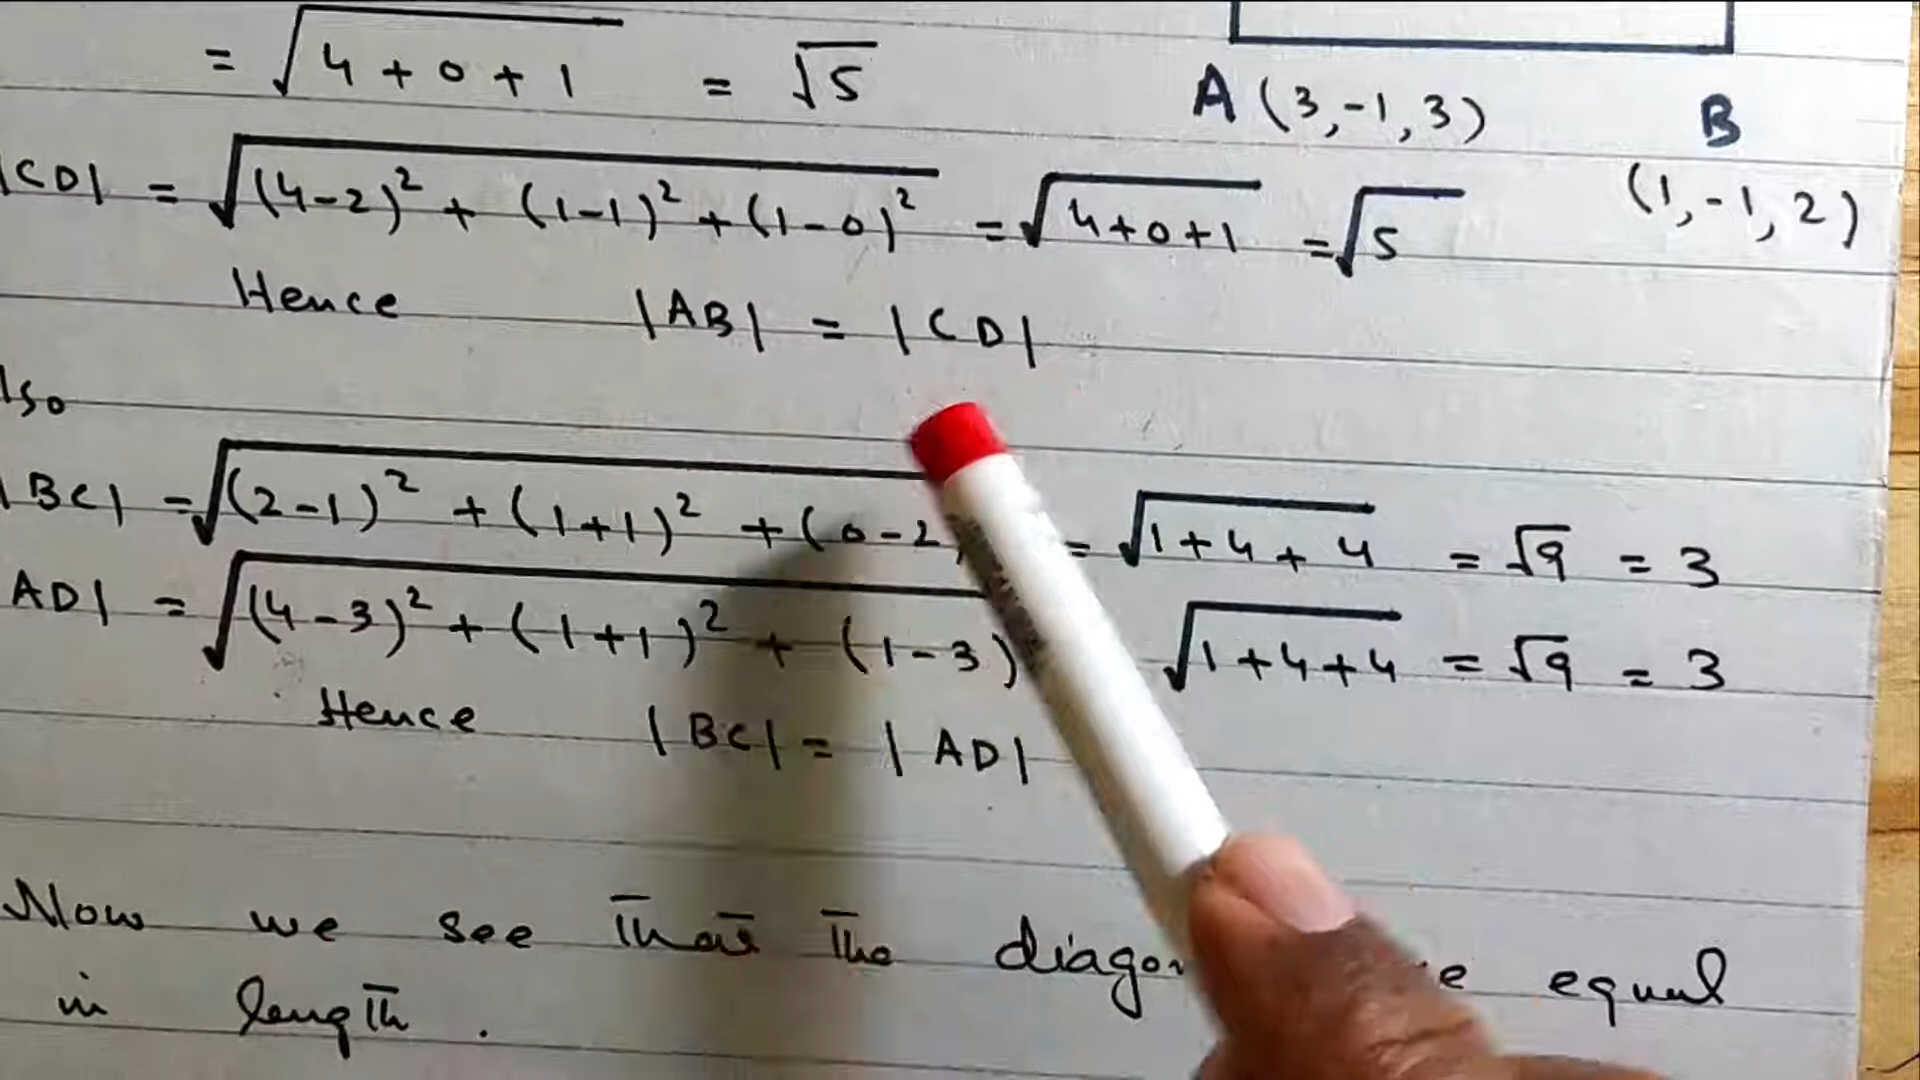 = √4 + 0 + 1 = √5
A (3, -1, 3) B
(1, -1, 2)
|CD| = √(4-2)² + (1-1)² + (1-0)² = √4+0+1 = √5
Hence |AB| = |CD|
lso
|BC| = √(2-1)² + (1+1)² + (0-2 = √1+4+4 = √9 = 3
AD| = √(4-3)² + (1+1)² + (1-3) √1+4+4 = √9 = 3
Hence |BC| = |AD|
Now we see that the diagon e equal
in length .